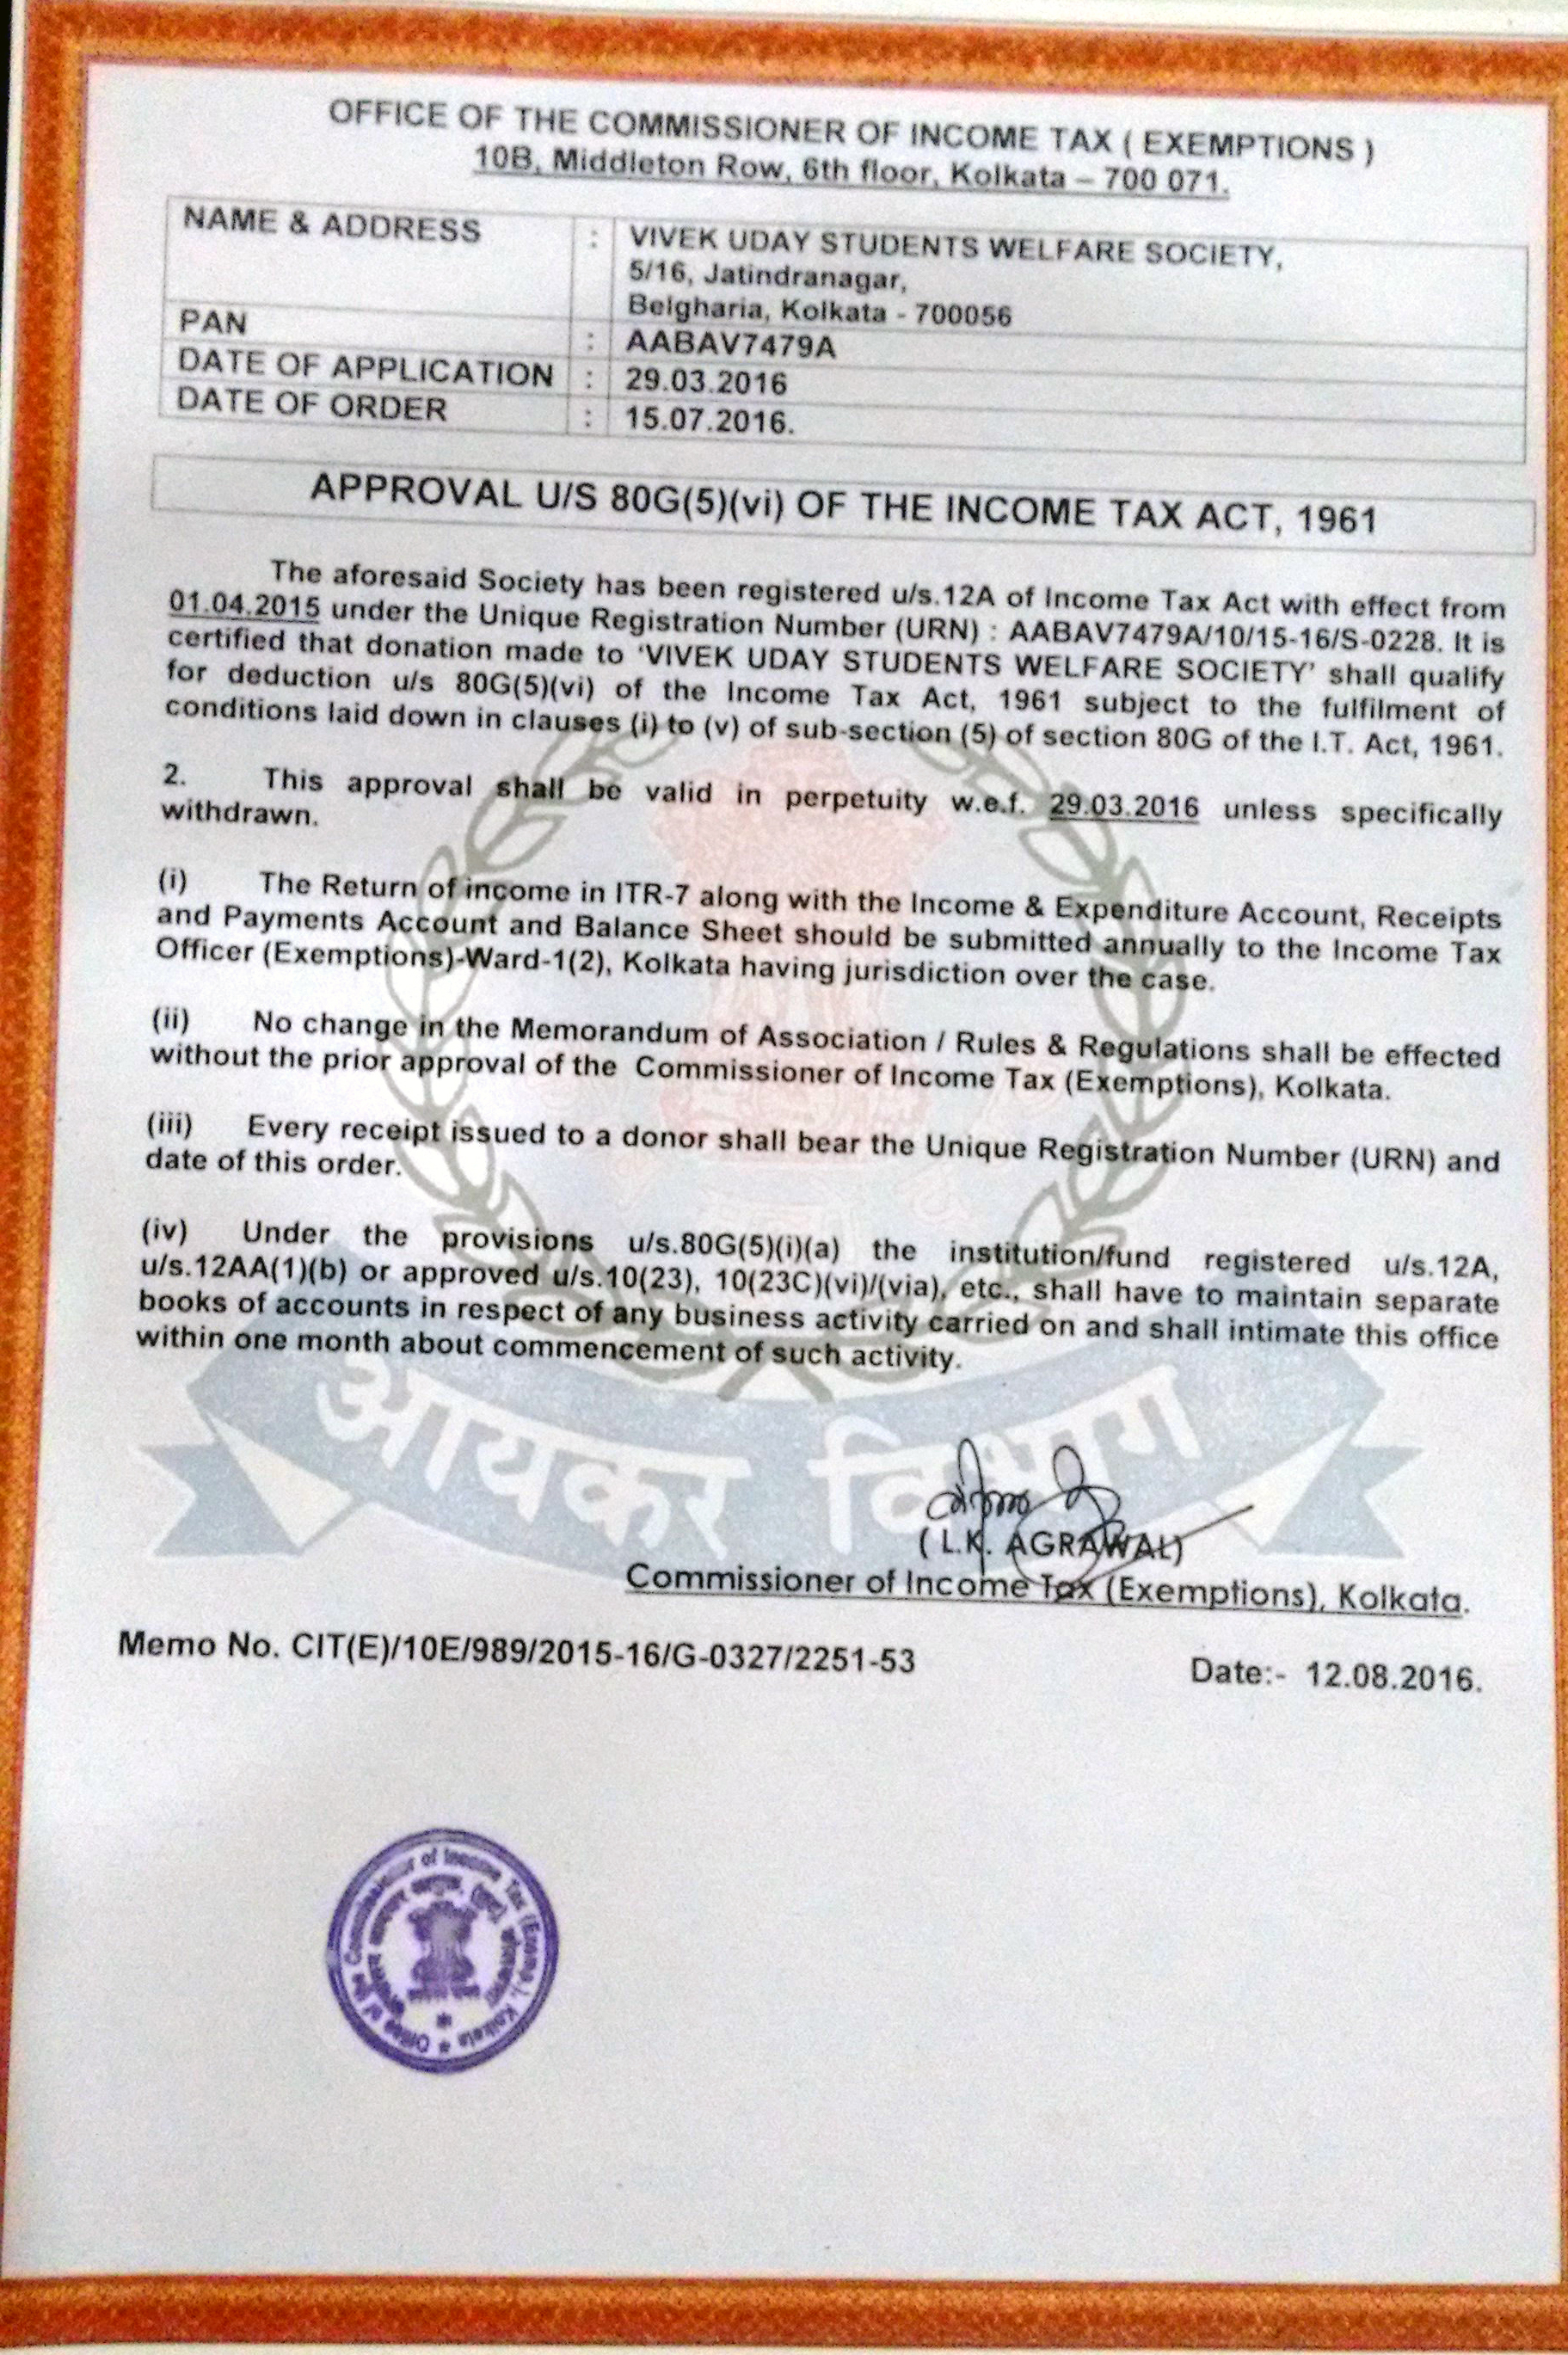 OFFICE OF THE COMMISSIONER OF INCOME TAX ( EXEMPTIONS )
10B, Middleton Row, 6th floor, Kolkata – 700 071.
NAME & ADDRESS : VIVEK UDAY STUDENTS WELFARE SOCIETY,
5/16, Jatindranagar,
Belgharia, Kolkata - 700056
PAN : AABAV7479A
DATE OF APPLICATION : 29.03.2016
DATE OF ORDER : 15.07.2016.
APPROVAL U/S 80G(5)(vi) OF THE INCOME TAX ACT, 1961
The aforesaid Society has been registered u/s.12A of Income Tax Act with effect from
01.04.2015 under the Unique Registration Number (URN) : AABAV7479A/10/15-16/S-0228. It is
certified that donation made to ‘VIVEK UDAY STUDENTS WELFARE SOCIETY’ shall qualify
for deduction u/s 80G(5)(vi) of the Income Tax Act, 1961 subject to the fulfilment of
conditions laid down in clauses (i) to (v) of sub-section (5) of section 80G of the I.T. Act, 1961.
2. This approval shall be valid in perpetuity w.e.f. 29.03.2016 unless specifically
withdrawn.
(i) The Return of income in ITR-7 along with the Income & Expenditure Account, Receipts
and Payments Account and Balance Sheet should be submitted annually to the Income Tax
Officer (Exemptions)-Ward-1(2), Kolkata having jurisdiction over the case.
(ii) No change in the Memorandum of Association / Rules & Regulations shall be effected
without the prior approval of the Commissioner of Income Tax (Exemptions), Kolkata.
(iii) Every receipt issued to a donor shall bear the Unique Registration Number (URN) and
date of this order.
(iv) Under the provisions u/s.80G(5)(i)(a) the institution/fund registered u/s.12A,
u/s.12AA(1)(b) or approved u/s.10(23), 10(23C)(vi)/(via), etc., shall have to maintain separate
books of accounts in respect of any business activity carried on and shall intimate this office
within one month about commencement of such activity.
आयकर विभाग
( L.K. AGRAWAL)
Commissioner of Income Tax (Exemptions), Kolkata.
Memo No. CIT(E)/10E/989/2015-16/G-0327/2251-53
Date:- 12.08.2016.
Office of the Commissioner of Income Tax (Exemp.), Kolkata